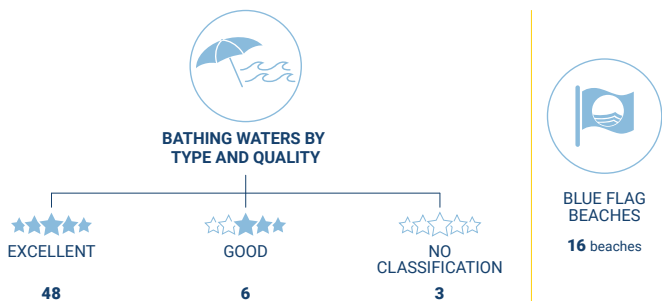 BATHING WATERS BY
TYPE AND QUALITY
EXCELLENT
48
GOOD
6
NO
CLASSIFICATION
3
BLUE FLAG
BEACHES
16 beaches